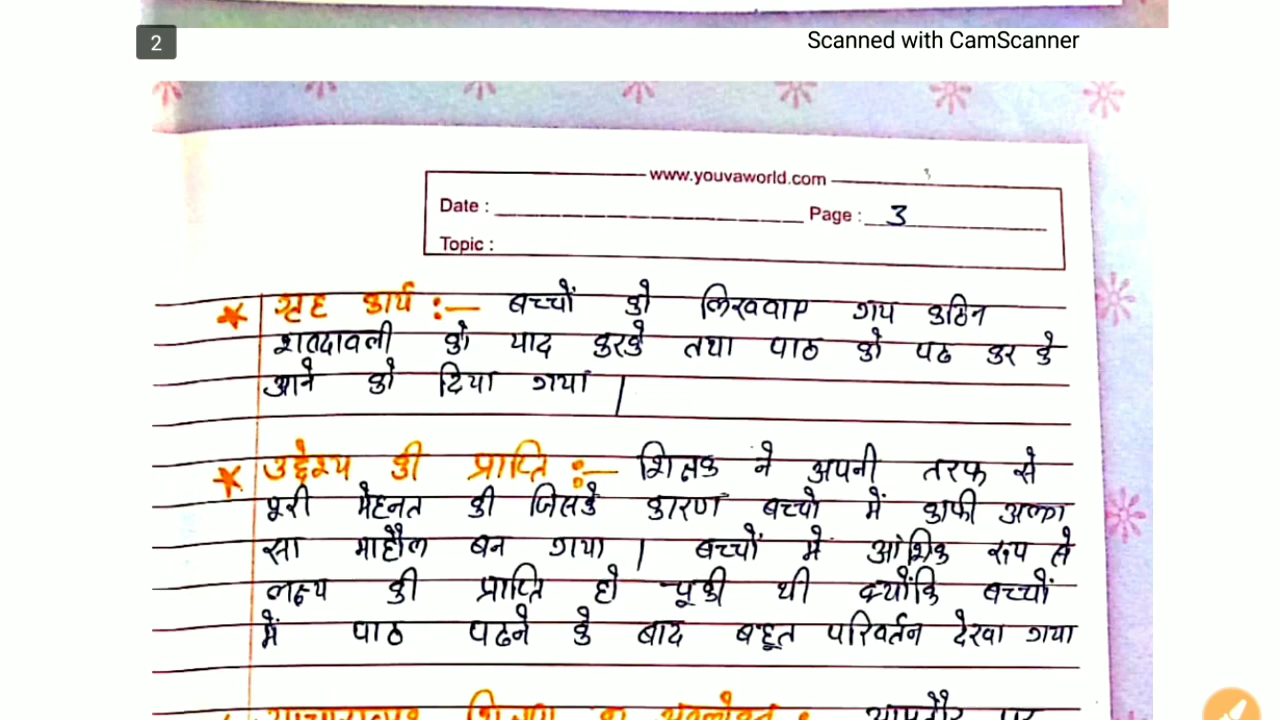 2
Scanned with CamScanner
www.youvaworld.com
Date :
Page : 3
Topic :
गृह कार्य :— बच्चों को लिखवाए गए कठिन
शब्दावली को याद करके तथा पाठ को पढ कर के
आने को दिया गया |
उद्देश्य की प्राप्ति :— शिक्षक ने अपनी तरफ से
पूरी मेहनत की जिसके कारण बच्चो में काफी अलग
सा माहौल बन गया | बच्चों में आंशिक रूप से
लक्ष्य की प्राप्ति हो चूकी थी क्योंकि बच्चों
में पाठ पढने के बाद बहूत परिवर्तन देखा गया